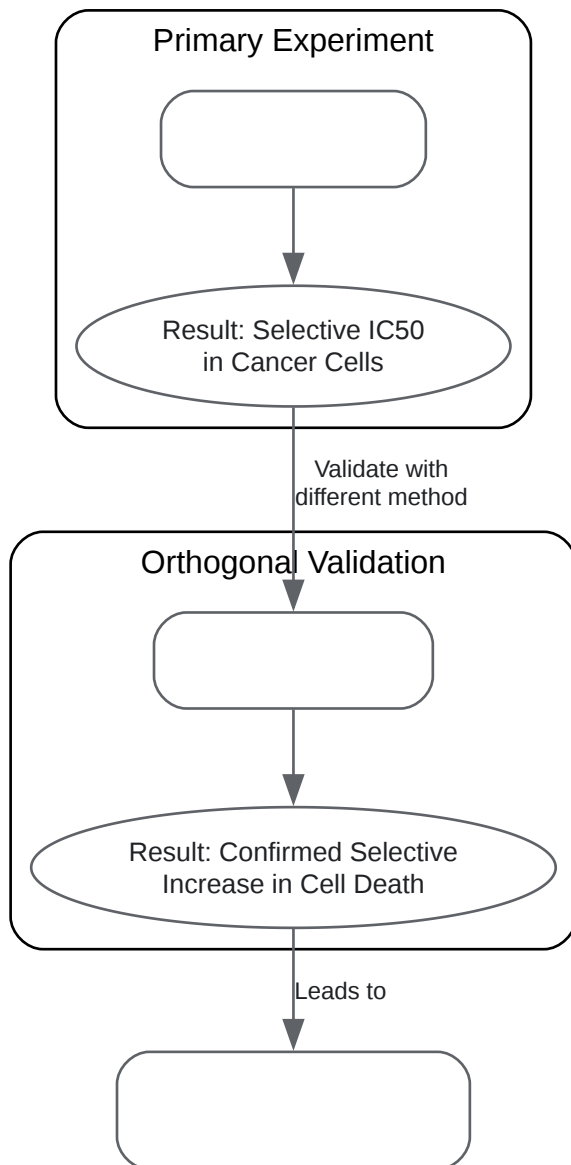 Primary Experiment
Result: Selective IC50
in Cancer Cells
Validate with
different method
Orthogonal Validation
Result: Confirmed Selective
Increase in Cell Death
Leads to